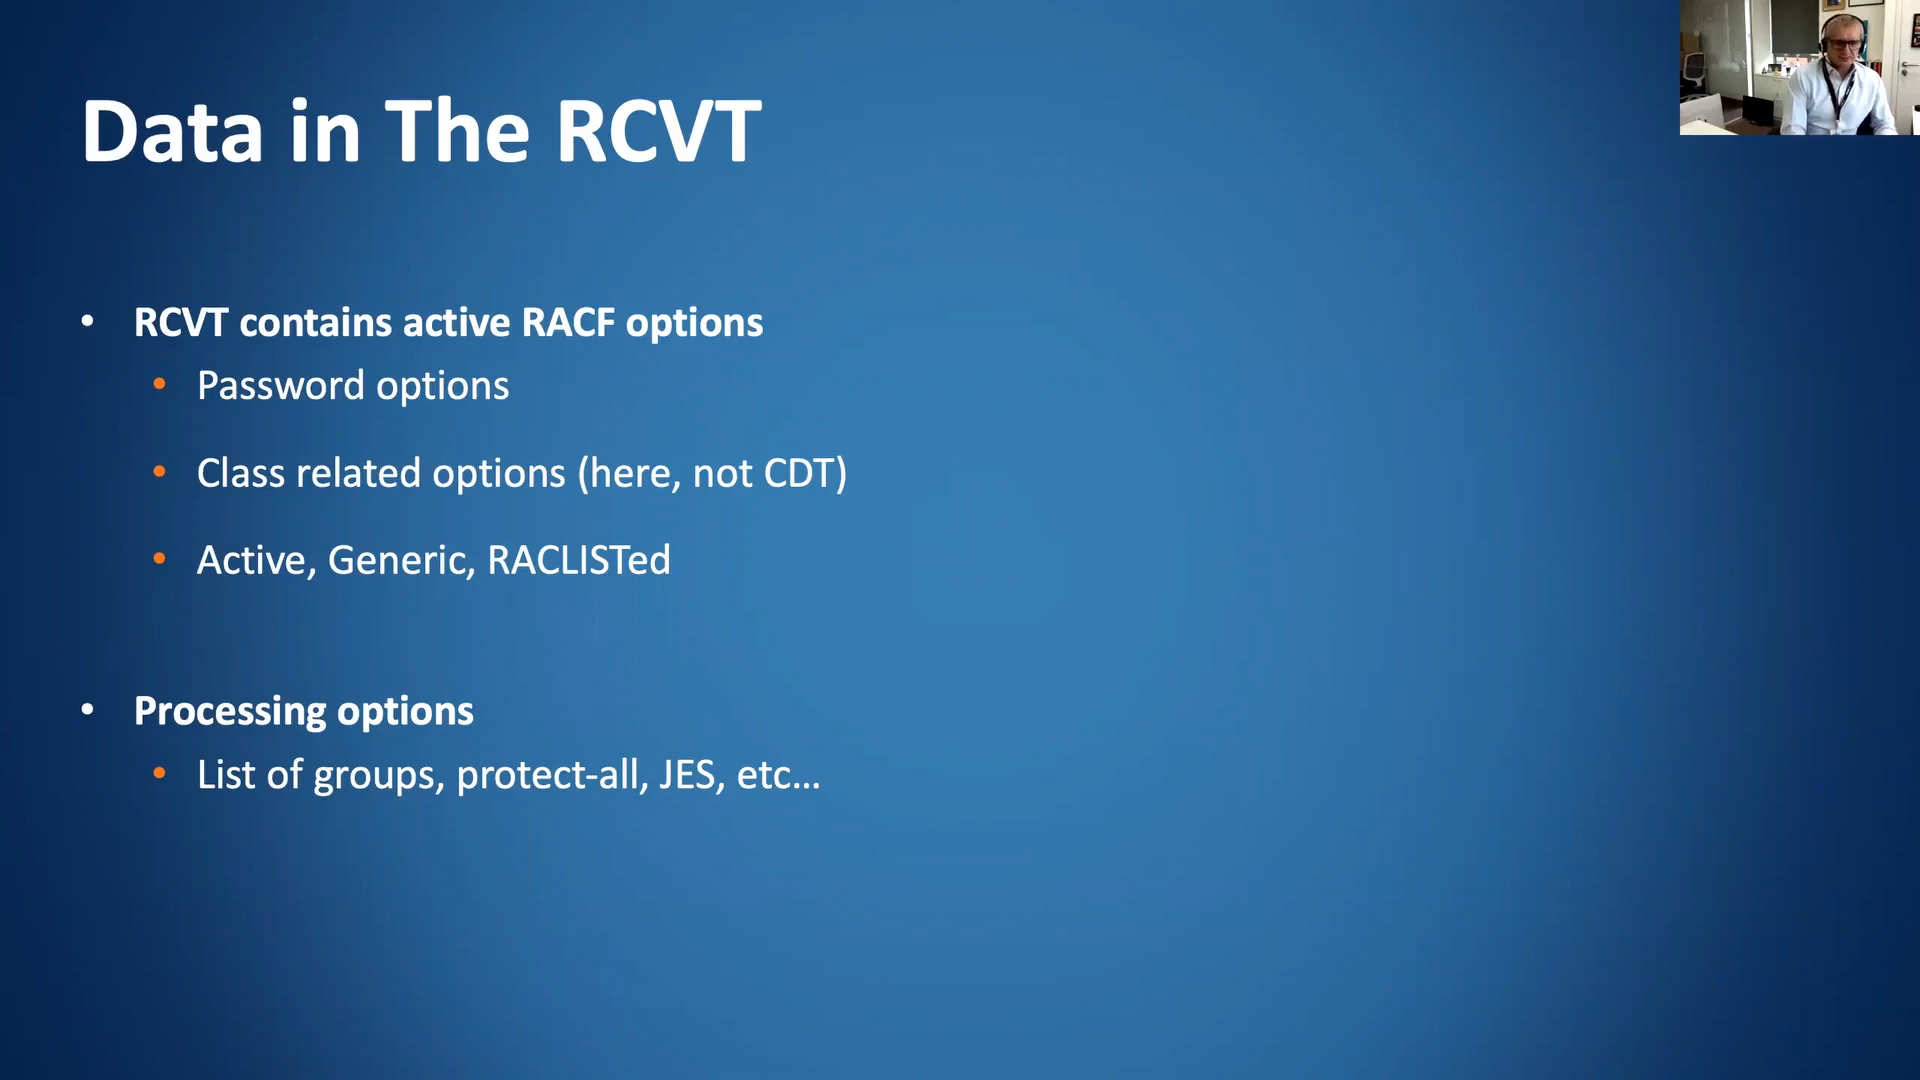 Data in The RCVT
• RCVT contains active RACF options
• Password options
• Class related options (here, not CDT)
• Active, Generic, RACLISTed
• Processing options
• List of groups, protect-all, JES, etc...